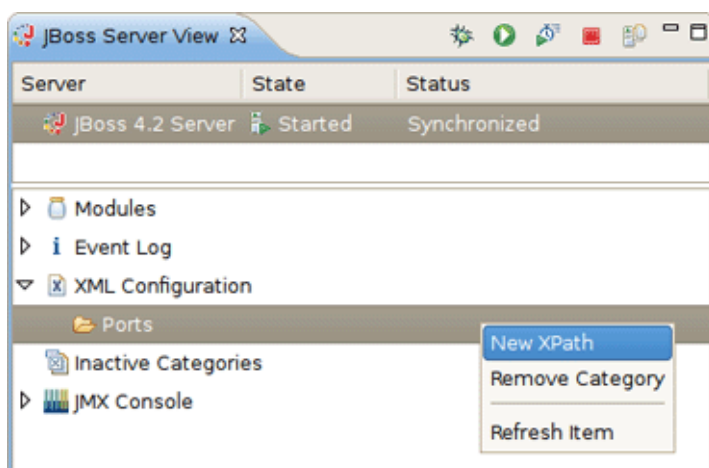 JBoss Server View
Server State Status
JBoss 4.2 Server Started Synchronized
Modules
Event Log
XML Configuration
Ports
New XPath
Inactive Categories
Remove Category
JMX Console
Refresh Item